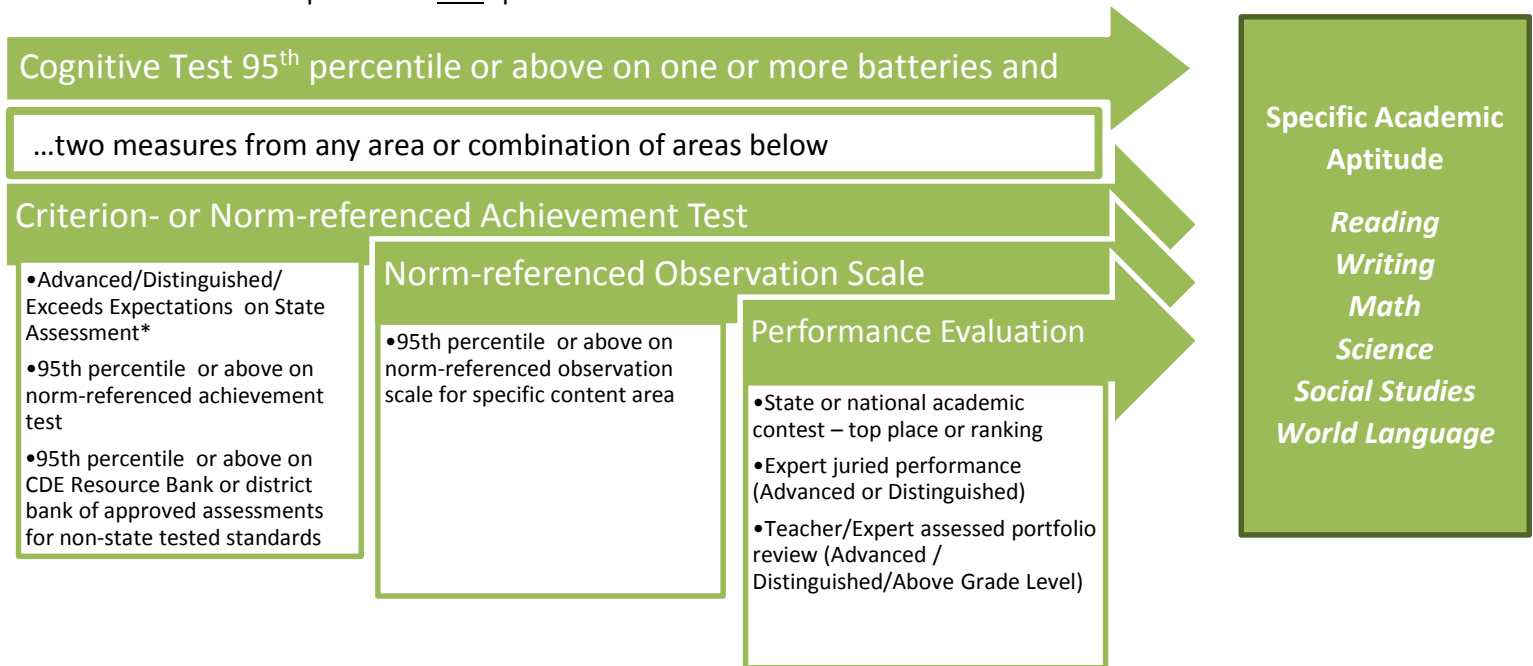 Cognitive Test 95th percentile or above on one or more batteries and
…two measures from any area or combination of areas below
Criterion- or Norm-referenced Achievement Test
•Advanced/Distinguished/
Exceeds Expectations on State
Assessment*
•95th percentile or above on
norm-referenced achievement
test
•95th percentile or above on
CDE Resource Bank or district
bank of approved assessments
for non-state tested standards
Norm-referenced Observation Scale
•95th percentile or above on
norm-referenced observation
scale for specific content area
Performance Evaluation
•State or national academic
contest – top place or ranking
•Expert juried performance
(Advanced or Distinguished)
•Teacher/Expert assessed portfolio
review (Advanced /
Distinguished/Above Grade Level)
Specific Academic
Aptitude
Reading
Writing
Math
Science
Social Studies
World Language